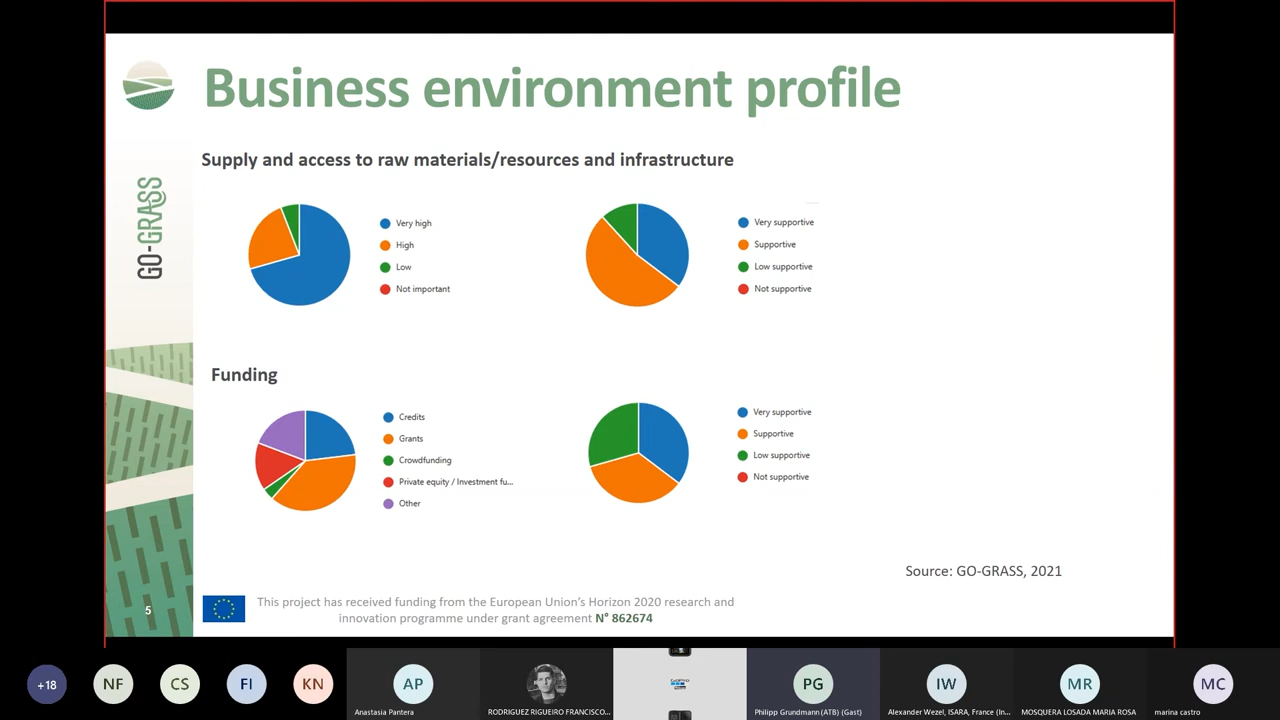 Business environment profile
GO-GRASS
Supply and access to raw materials/resources and infrastructure
Very high
High
Low
Not important
Very supportive
Supportive
Low supportive
Not supportive
Funding
Credits
Grants
Crowdfunding
Private equity / Investment fu...
Other
Very supportive
Supportive
Low supportive
Not supportive
Source: GO-GRASS, 2021
5
This project has received funding from the European Union's Horizon 2020 research and
innovation programme under grant agreement N° 862674
+18
NF
CS
FI
KN
AP
Anastasia Pantera
RODRIGUEZ RIGUEIRO FRANCISCO...
GoPro
PG
Philipp Grundmann (ATB) (Gast)
IW
Alexander Wezel, ISARA, France (In...
MR
MOSQUERA LOSADA MARIA ROSA
MC
marina castro